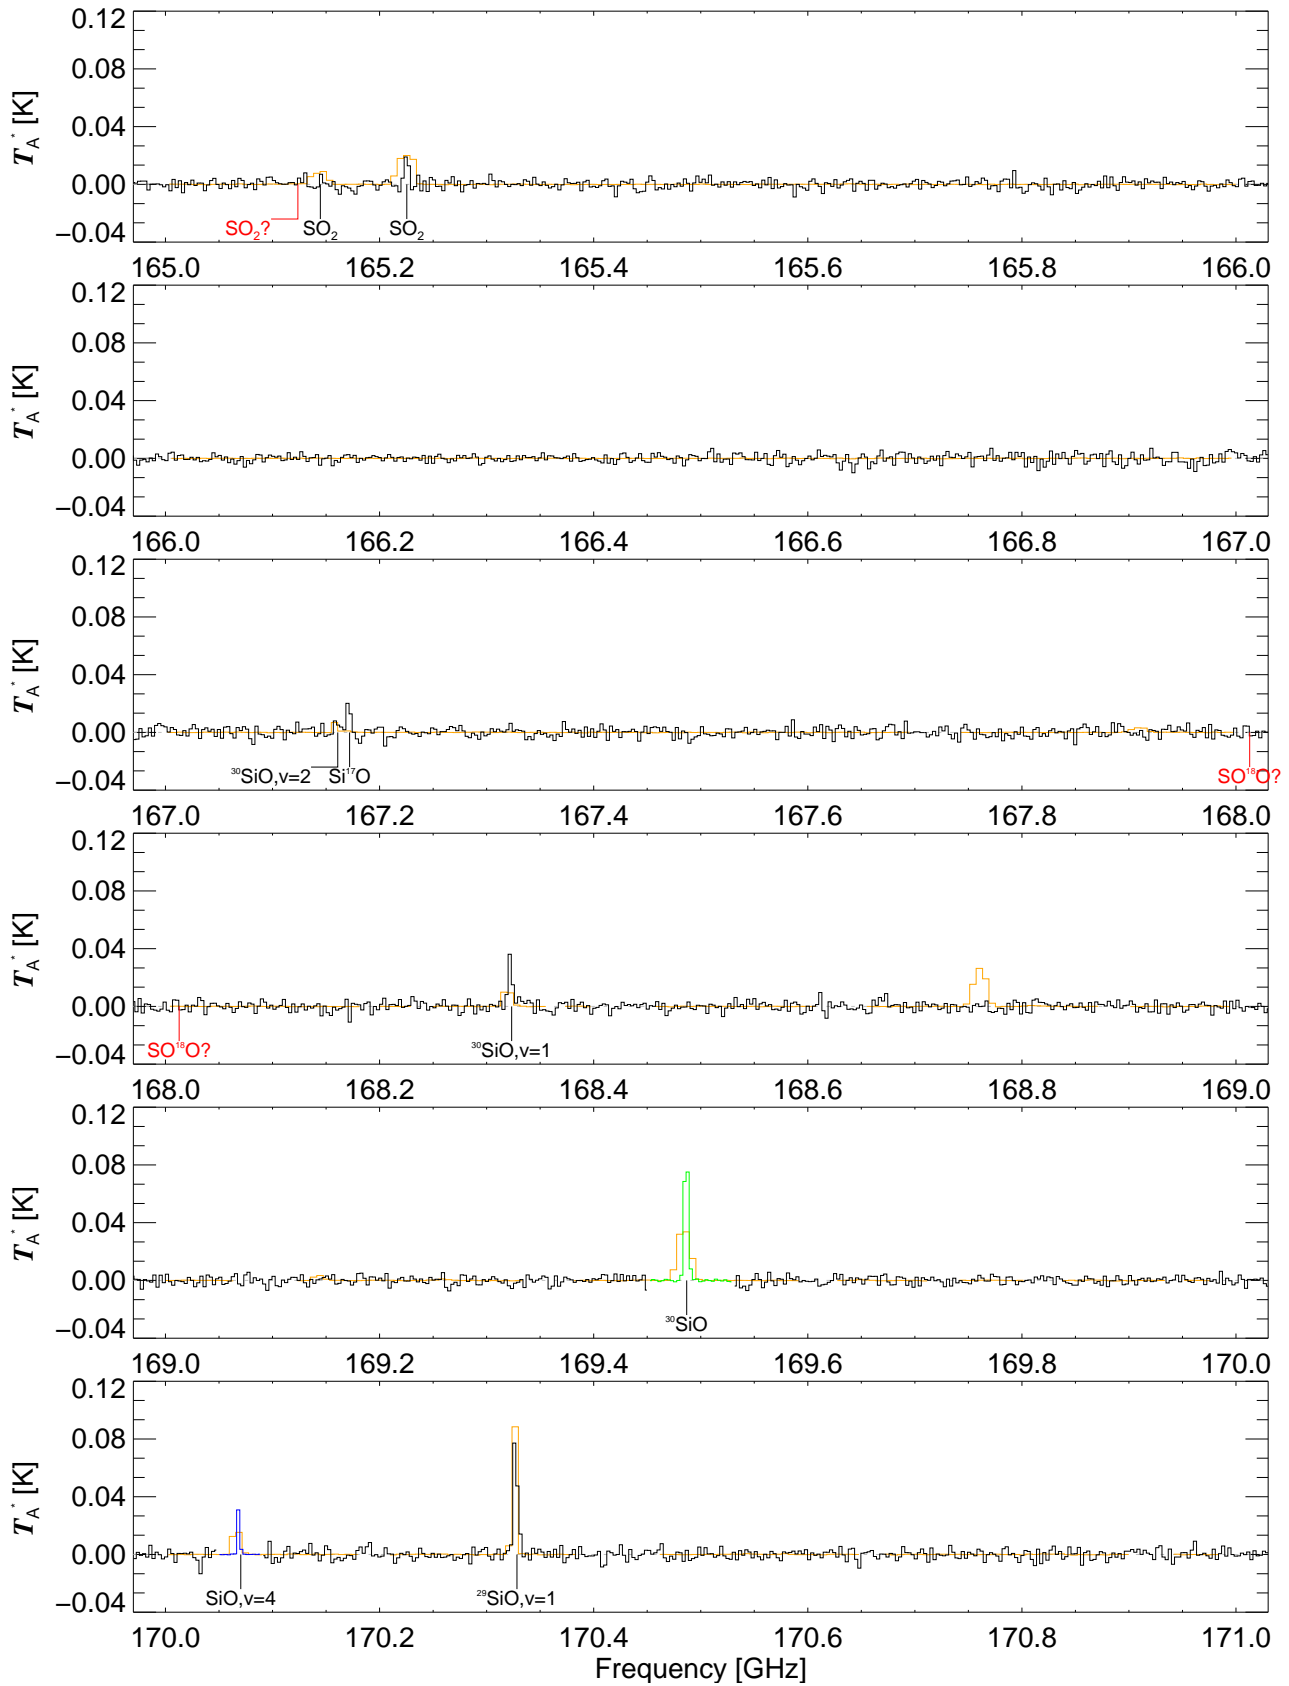 0.12
0.08
0.04
0.00
−0.04
T*A [K]
SO2? SO2 SO2
165.0 165.2 165.4 165.6 165.8 166.0
0.12
0.08
0.04
0.00
−0.04
T*A [K]
166.0 166.2 166.4 166.6 166.8 167.0
0.12
0.08
0.04
0.00
−0.04
T*A [K]
30SiO,v=2 Si17O SO18O?
167.0 167.2 167.4 167.6 167.8 168.0
0.12
0.08
0.04
0.00
−0.04
T*A [K]
SO18O? 30SiO,v=1
168.0 168.2 168.4 168.6 168.8 169.0
0.12
0.08
0.04
0.00
−0.04
T*A [K]
30SiO
169.0 169.2 169.4 169.6 169.8 170.0
0.12
0.08
0.04
0.00
−0.04
T*A [K]
SiO,v=4 29SiO,v=1
170.0 170.2 170.4 170.6 170.8 171.0
Frequency [GHz]